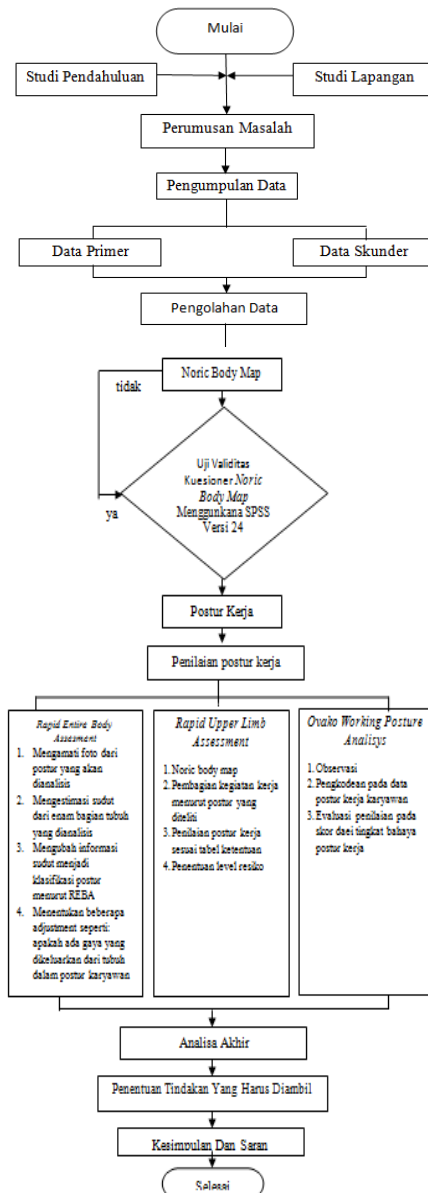 Mulai
Studi Pendahuluan
Studi Lapangan
Perumusan Masalah
Pengumpulan Data
Data Primer
Data Skunder
Pengolahan Data
Noric Body Map
tidak
Uji Validitas
Kuesioner Noric
Body Map
Menggunkana SPSS
Versi 24
ya
Postur Kerja
Penilaian postur kerja
Rapid Entire Body
Assesment
1. Mengamati foto dari
postur yang akan
dianalisis
2. Mengestimasi sudut
dari enam bagian tubuh
yang dianalisis
3. Mengubah informasi
sudut menjadi
klasifikasi postur
menurut REBA
4. Menentukan beberapa
adjustment seperti:
apakah ada gaya yang
dikeluarkan dari tubuh
dalam postur karyawan
Rapid Upper Limb
Assessment
1. Noric body map
2. Pembagian kegiatan kerja
menurut postur yang
diteliti
3. Penilaian postur kerja
sesuai tabel ketentuan
4. Penentuan level resiko
Ovako Working Posture
Analisys
1. Observasi
2. Pengkodean pada data
postur kerja karyawan
3. Evaluasi penilaian pada
skor daei tingkat bahaya
postur kerja
Analisa Akhir
Penentuan Tindakan Yang Harus Diambil
Kesimpulan Dan Saran
Selesai